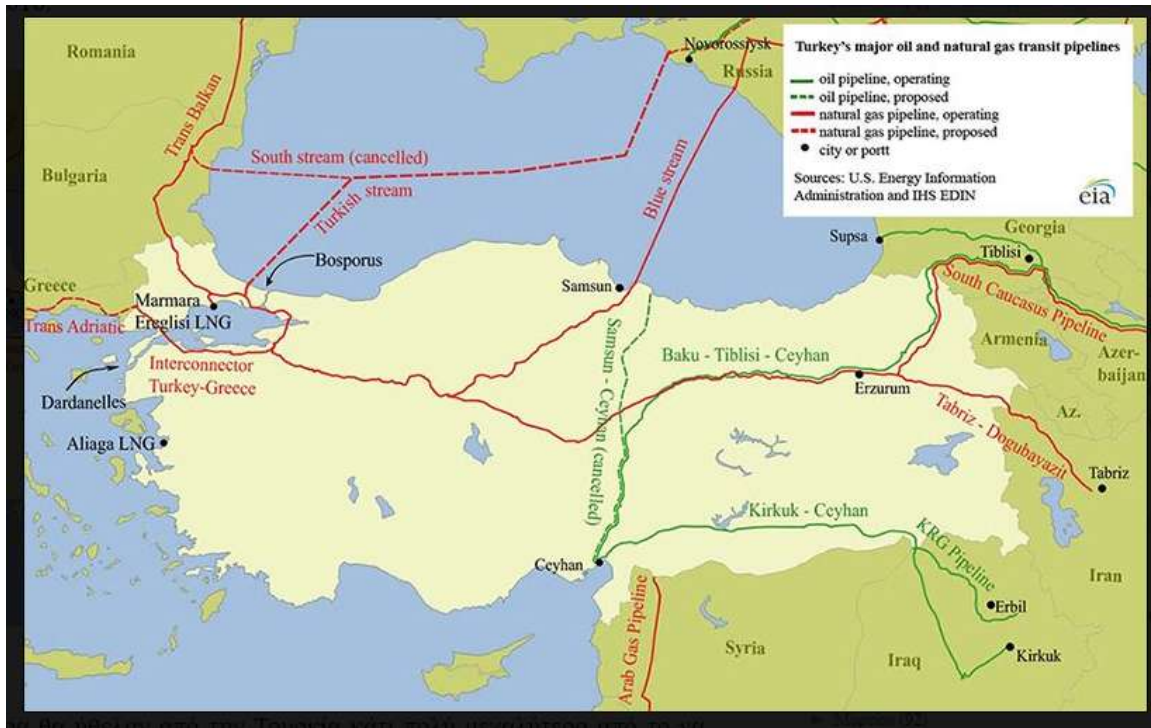 Romania
Novorossiysk
Russia
Turkey's major oil and natural gas transit pipelines
oil pipeline, operating
oil pipeline, proposed
natural gas pipeline, operating
natural gas pipeline, proposed
city or portt
Sources: U.S. Energy Information
Administration and IHS EDIN
eia
Trans Balkan
Bulgaria
South stream (cancelled)
Turkish stream
Blue stream
Supsa
Georgia
Tiblisi
South Caucasus Pipeline
Bosporus
Samsun
Greece
Marmara
Ereglisi LNG
Trans Adriatic
Interconnector
Turkey-Greece
Samsun - Ceyhan (cancelled)
Baku - Tiblisi - Ceyhan
Armenia
Azer-
baijan
Erzurum
Dardanelles
Az.
Tabriz - Dogubayazit
Aliaga LNG
Tabriz
Kirkuk - Ceyhan
Ceyhan
KRG Pipeline
Iran
Arab Gas Pipeline
Erbil
Syria
Iraq
Kirkuk